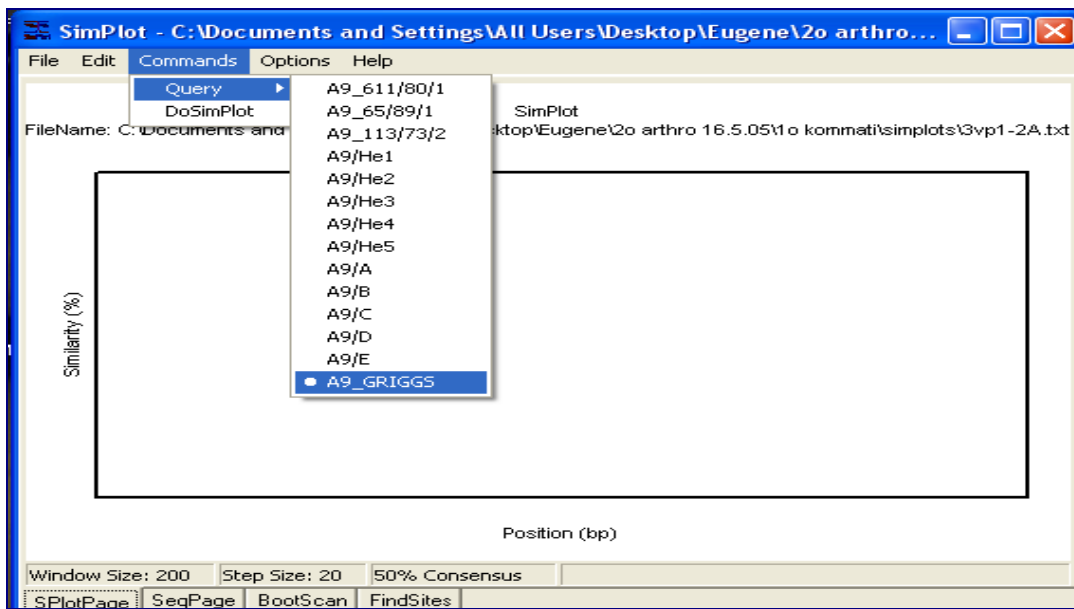 SimPlot - C:\Documents and Settings\All Users\Desktop\Eugene\2o arthro...
File Edit Commands Options Help
Query
DoSimPlot
A9_611/80/1
A9_65/89/1
A9_113/73/2
A9/He1
A9/He2
A9/He3
A9/He4
A9/He5
A9/A
A9/B
A9/C
A9/D
A9/E
A9_GRIGGS
SimPlot
FileName: C:\Documents and ktop\Eugene\2o arthro 16.5.05\1o kommati\simplots\3vp1-2A.txt
Similarity (%)
Position (bp)
Window Size: 200 Step Size: 20 50% Consensus
SPlotPage SeqPage BootScan FindSites